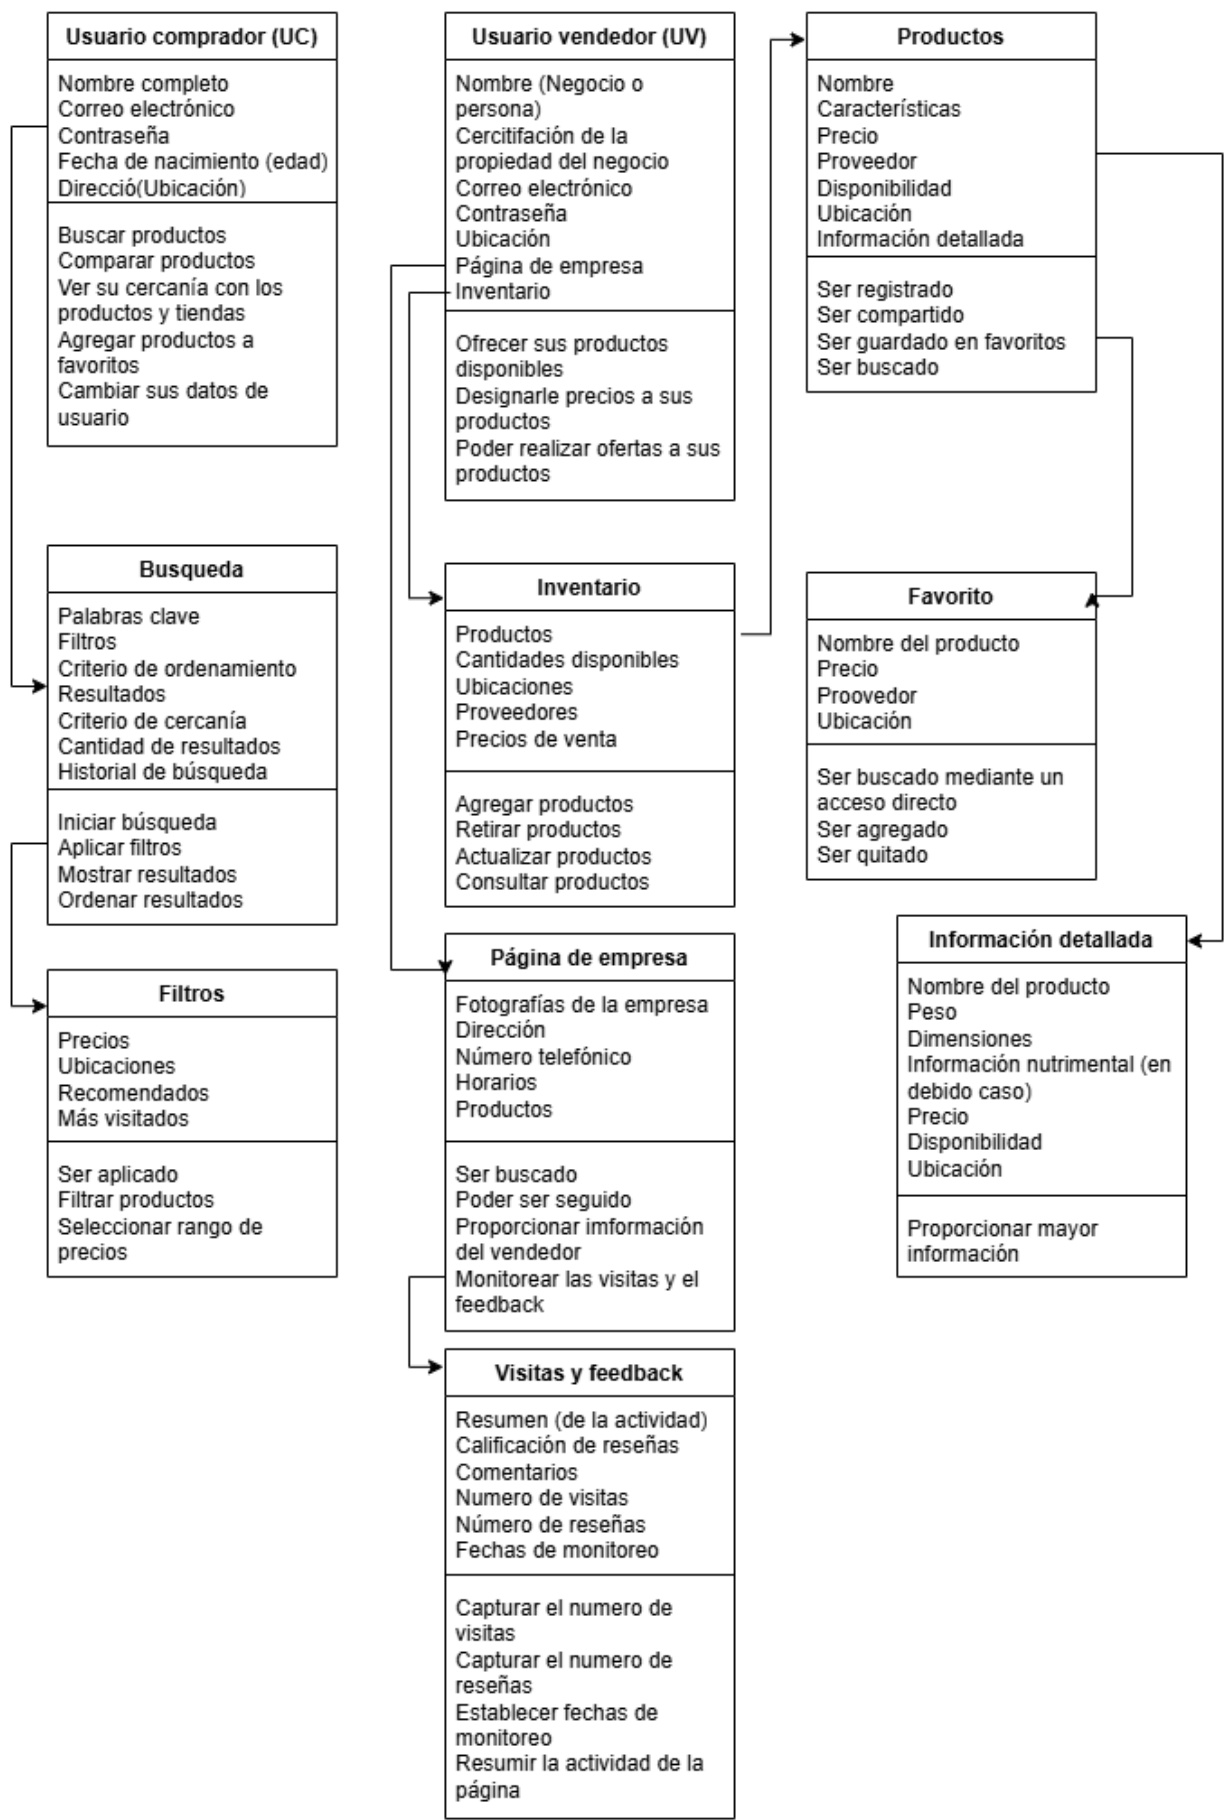 Usuario comprador (UC)
Nombre completo
Correo electrónico
Contraseña
Fecha de nacimiento (edad)
Direcció(Ubicación)
Buscar productos
Comparar productos
Ver su cercanía con los
productos y tiendas
Agregar productos a
favoritos
Cambiar sus datos de
usuario
Busqueda
Palabras clave
Filtros
Criterio de ordenamiento
Resultados
Criterio de cercanía
Cantidad de resultados
Historial de búsqueda
Iniciar búsqueda
Aplicar filtros
Mostrar resultados
Ordenar resultados
Filtros
Precios
Ubicaciones
Recomendados
Más visitados
Ser aplicado
Filtrar productos
Seleccionar rango de
precios
Usuario vendedor (UV)
Nombre (Negocio o
persona)
Cercitifación de la
propiedad del negocio
Correo electrónico
Contraseña
Ubicación
Página de empresa
Inventario
Ofrecer sus productos
disponibles
Designarle precios a sus
productos
Poder realizar ofertas a sus
productos
Inventario
Productos
Cantidades disponibles
Ubicaciones
Proveedores
Precios de venta
Agregar productos
Retirar productos
Actualizar productos
Consultar productos
Página de empresa
Fotografías de la empresa
Dirección
Número telefónico
Horarios
Productos
Ser buscado
Poder ser seguido
Proporcionar imformación
del vendedor
Monitorear las visitas y el
feedback
Visitas y feedback
Resumen (de la actividad)
Calificación de reseñas
Comentarios
Numero de visitas
Número de reseñas
Fechas de monitoreo
Capturar el numero de
visitas
Capturar el numero de
reseñas
Establecer fechas de
monitoreo
Resumir la actividad de la
página
Productos
Nombre
Características
Precio
Proveedor
Disponibilidad
Ubicación
Información detallada
Ser registrado
Ser compartido
Ser guardado en favoritos
Ser buscado
Favorito
Nombre del producto
Precio
Proovedor
Ubicación
Ser buscado mediante un
acceso directo
Ser agregado
Ser quitado
Información detallada
Nombre del producto
Peso
Dimensiones
Información nutrimental (en
debido caso)
Precio
Disponibilidad
Ubicación
Proporcionar mayor
información